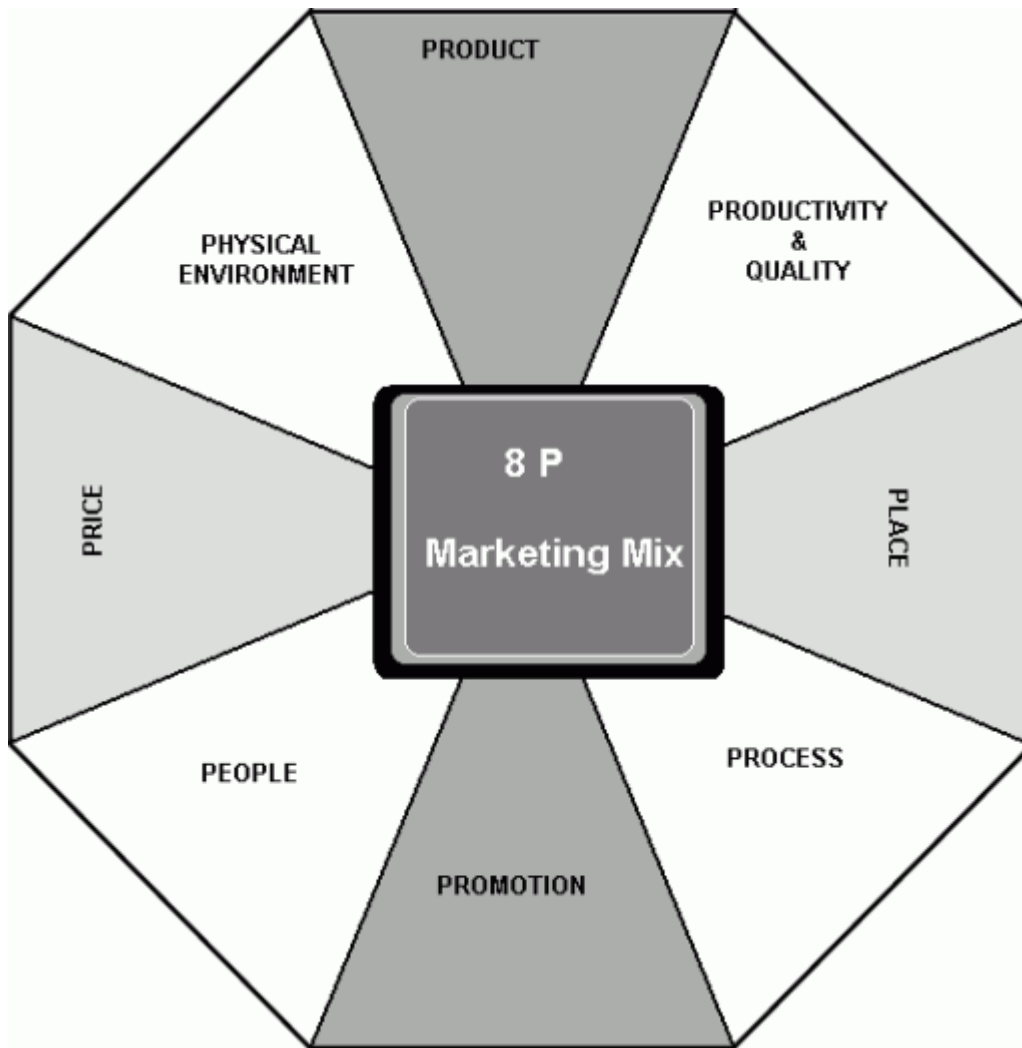 PRODUCT
PRODUCTIVITY
&
QUALITY
PHYSICAL
ENVIRONMENT
8 P
Marketing Mix
PRICE
PLACE
PEOPLE
PROCESS
PROMOTION